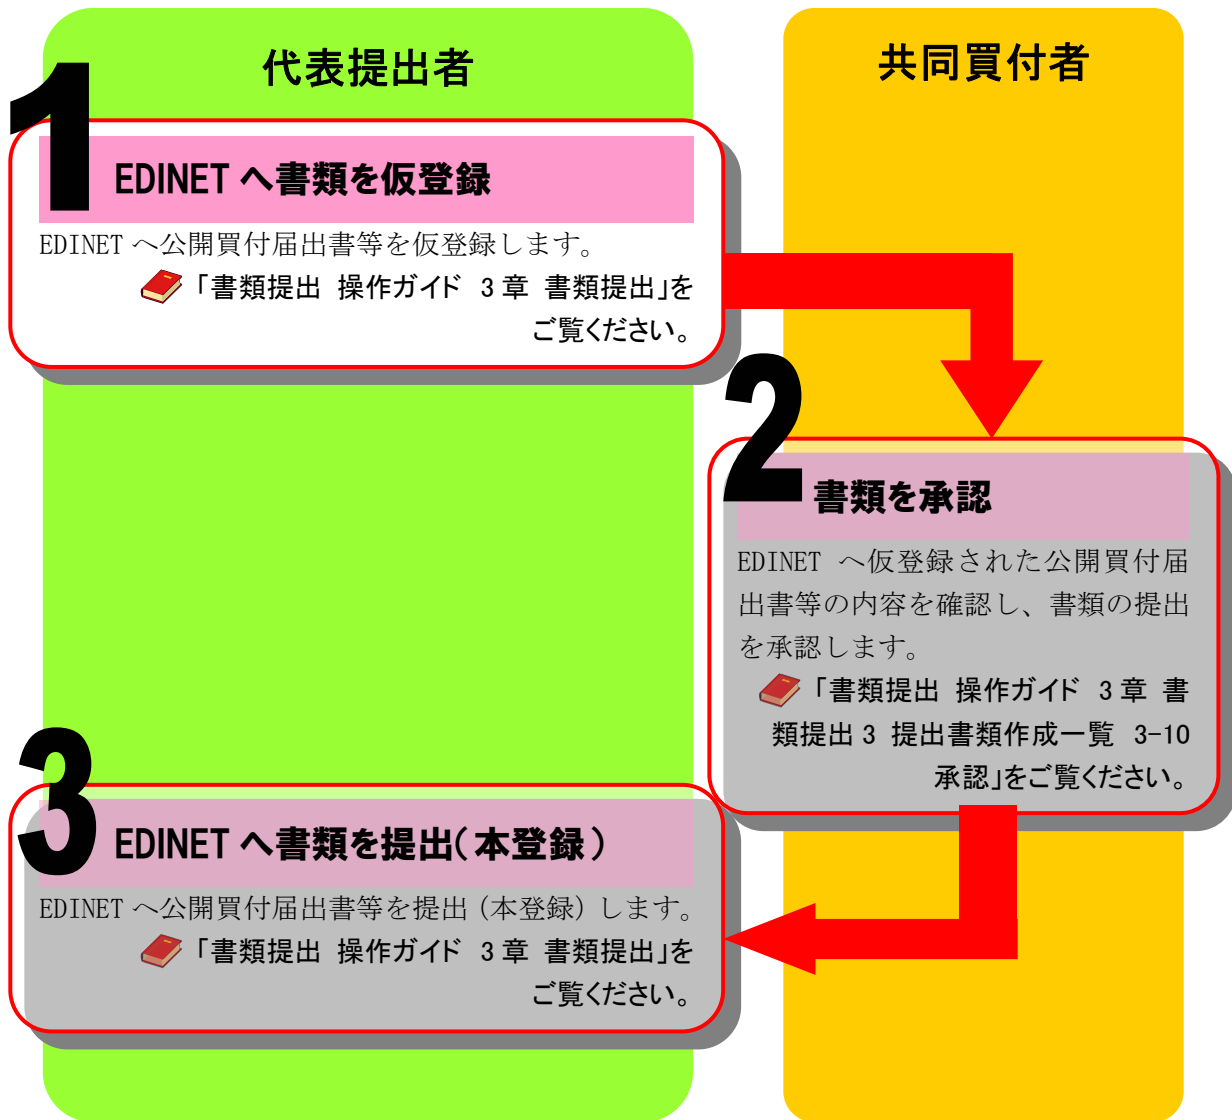 代表提出者
共同買付者
1
EDINET へ書類を仮登録
EDINET へ公開買付届出書等を仮登録します。
「書類提出 操作ガイド 3章 書類提出」を
ご覧ください。
2
書類を承認
EDINET へ仮登録された公開買付届
出書等の内容を確認し、書類の提出
を承認します。
「書類提出 操作ガイド 3章 書
類提出3 提出書類作成一覧 3-10
承認」をご覧ください。
3
EDINET へ書類を提出(本登録)
EDINET へ公開買付届出書等を提出(本登録)します。
「書類提出 操作ガイド 3章 書類提出」を
ご覧ください。